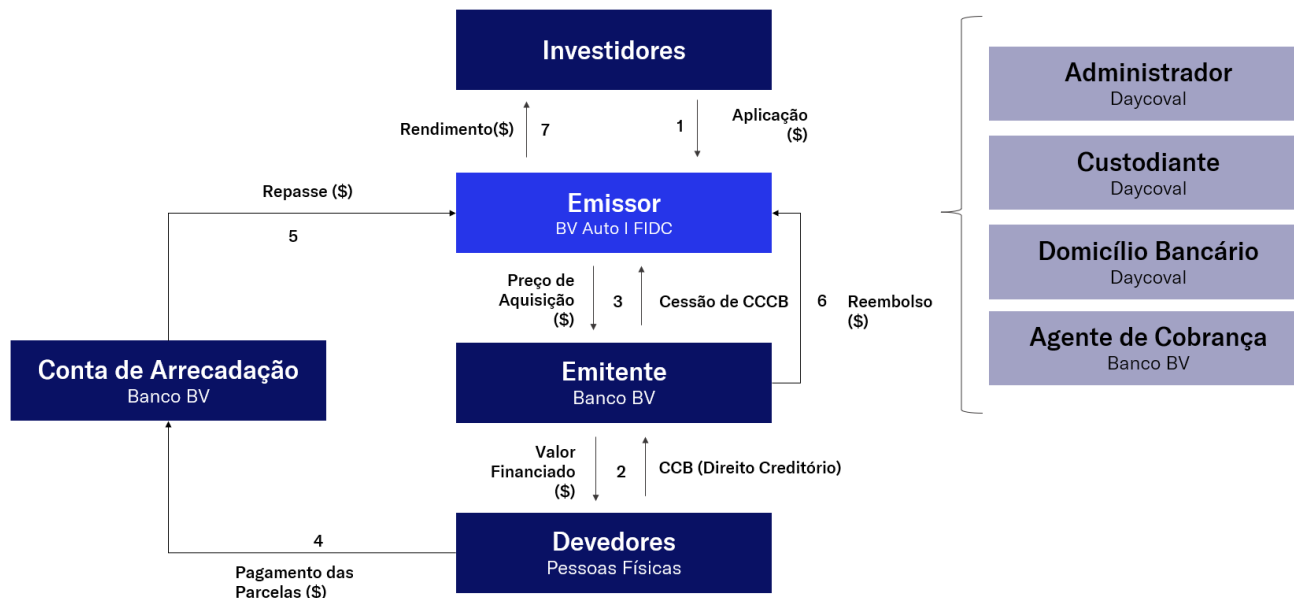 Investidores
Rendimento($)
7
1
Aplicação
($)
Emissor
BV Auto I FIDC
Repasse ($)
5
Preço de
Aquisição
($)
3
Cessão de CCCB
6
Reembolso
($)
Conta de Arrecadação
Banco BV
Emitente
Banco BV
Valor
Financiado
($)
2
CCB (Direito Creditório)
Devedores
Pessoas Físicas
4
Pagamento das
Parcelas ($)
Administrador
Daycoval
Custodiante
Daycoval
Domicílio Bancário
Daycoval
Agente de Cobrança
Banco BV